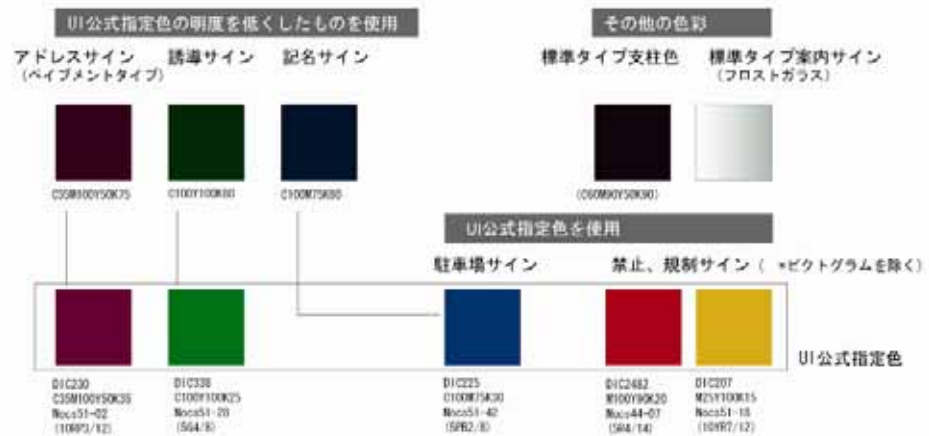 UI公式指定色の明度を低くしたものを使用
その他の色彩
アドレスサイン
(ペイブメントタイプ)
誘導サイン
記名サイン
標準タイプ支柱色
標準タイプ案内サイン
(フロストガラス)
C35M100Y50K75
C100Y100K80
C100M75K80
(C60M90Y50K90)
UI公式指定色を使用
駐車場サイン
禁止、規制サイン( *ピクトグラムを除く)
UI公式指定色
DIC230
C35M100Y50K35
Nocs51-02
(10RP3/12)
DIC338
C100Y100K25
Nocs51-28
(5G4/8)
DIC225
C100M75K30
Nocs51-42
(5PB2/8)
DIC2482
M100Y90K20
Nocs44-07
(5R4/14)
DIC207
M25Y100K15
Nocs51-18
(10YR7/12)